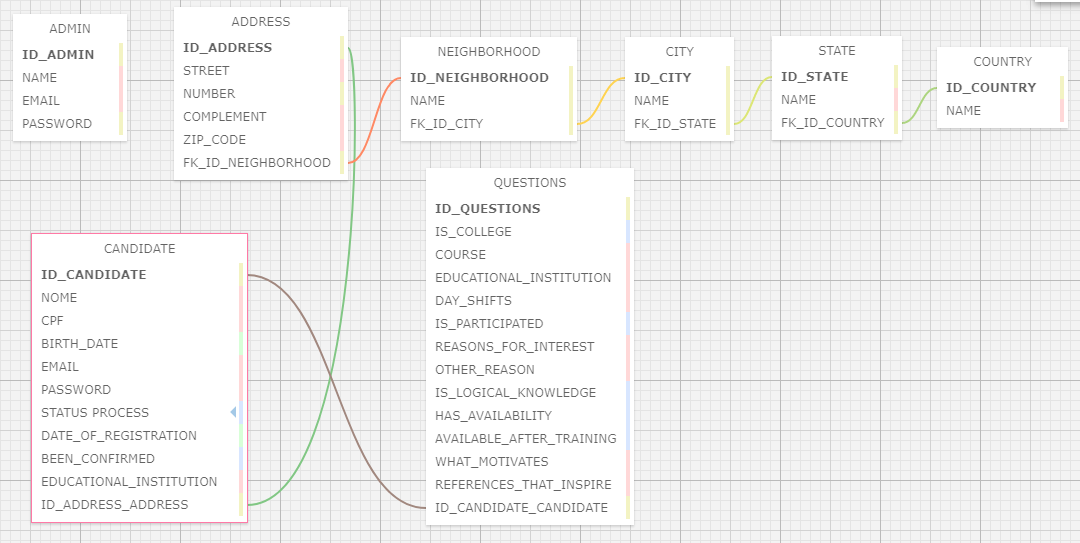 ADMIN
ID_ADMIN
NAME
EMAIL
PASSWORD
ADDRESS
ID_ADDRESS
STREET
NUMBER
COMPLEMENT
ZIP_CODE
FK_ID_NEIGHBORHOOD
NEIGHBORHOOD
ID_NEIGHBORHOOD
NAME
FK_ID_CITY
CITY
ID_CITY
NAME
FK_ID_STATE
STATE
ID_STATE
NAME
FK_ID_COUNTRY
COUNTRY
ID_COUNTRY
NAME
CANDIDATE
ID_CANDIDATE
NOME
CPF
BIRTH_DATE
EMAIL
PASSWORD
STATUS PROCESS
DATE_OF_REGISTRATION
BEEN_CONFIRMED
EDUCATIONAL_INSTITUTION
ID_ADDRESS_ADDRESS
QUESTIONS
ID_QUESTIONS
IS_COLLEGE
COURSE
EDUCATIONAL_INSTITUTION
DAY_SHIFTS
IS_PARTICIPATED
REASONS_FOR_INTEREST
OTHER_REASON
IS_LOGICAL_KNOWLEDGE
HAS_AVAILABILITY
AVAILABLE_AFTER_TRAINING
WHAT_MOTIVATES
REFERENCES_THAT_INSPIRE
ID_CANDIDATE_CANDIDATE